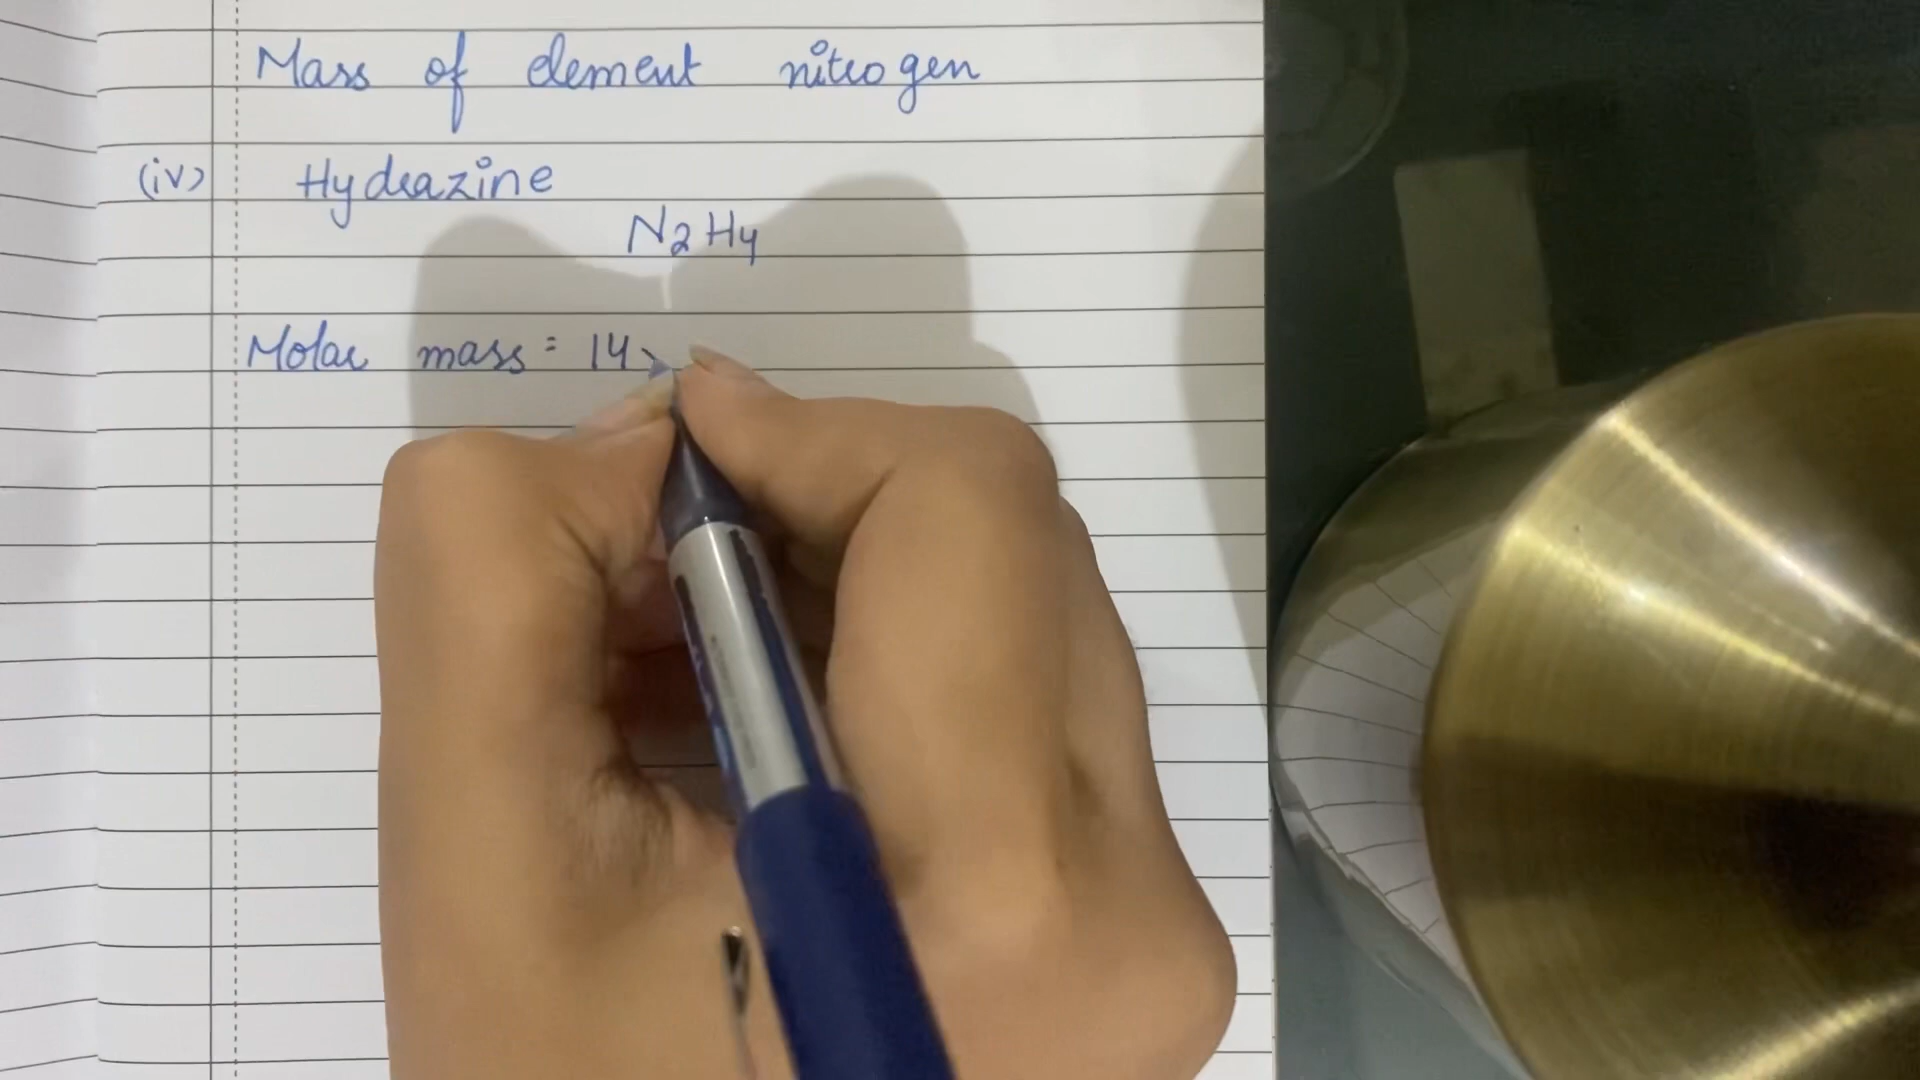 Mass of element nitrogen
(iv) Hydrazine
N2H4
Molar mass = 14×